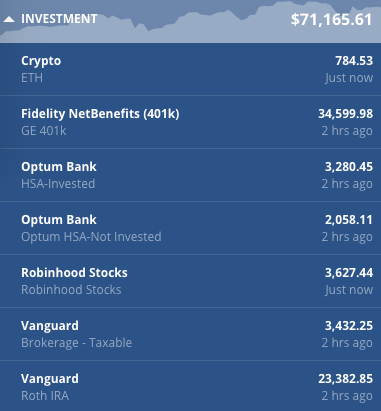 INVESTMENT $71,165.61
Crypto 784.53
ETH Just now
Fidelity NetBenefits (401k) 34,599.98
GE 401k 2 hrs ago
Optum Bank 3,280.45
HSA-Invested 2 hrs ago
Optum Bank 2,058.11
Optum HSA-Not Invested 2 hrs ago
Robinhood Stocks 3,627.44
Robinhood Stocks Just now
Vanguard 3,432.25
Brokerage - Taxable 2 hrs ago
Vanguard 23,382.85
Roth IRA 2 hrs ago